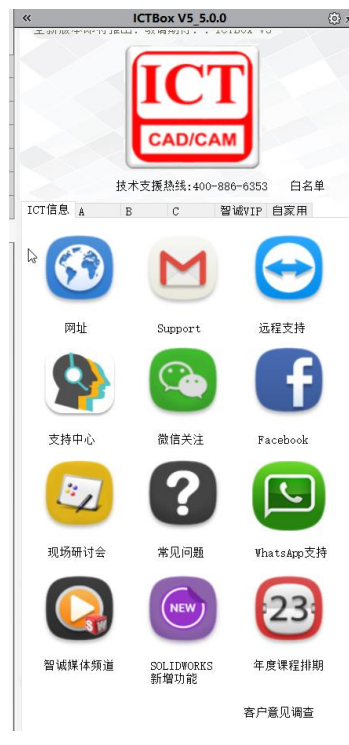 « ICTBox V5_5.0.0
ICT
CAD/CAM
技术支援热线:400-886-6353 白名单
ICT信息 A B C 智诚VIP 自家用
网址 Support 远程支持
支持中心 微信关注 Facebook
现场研讨会 常见问题 WhatsApp支持
NEW 23
智诚媒体频道 SOLIDWORKS 年度课程排期
新增功能
客户意见调查